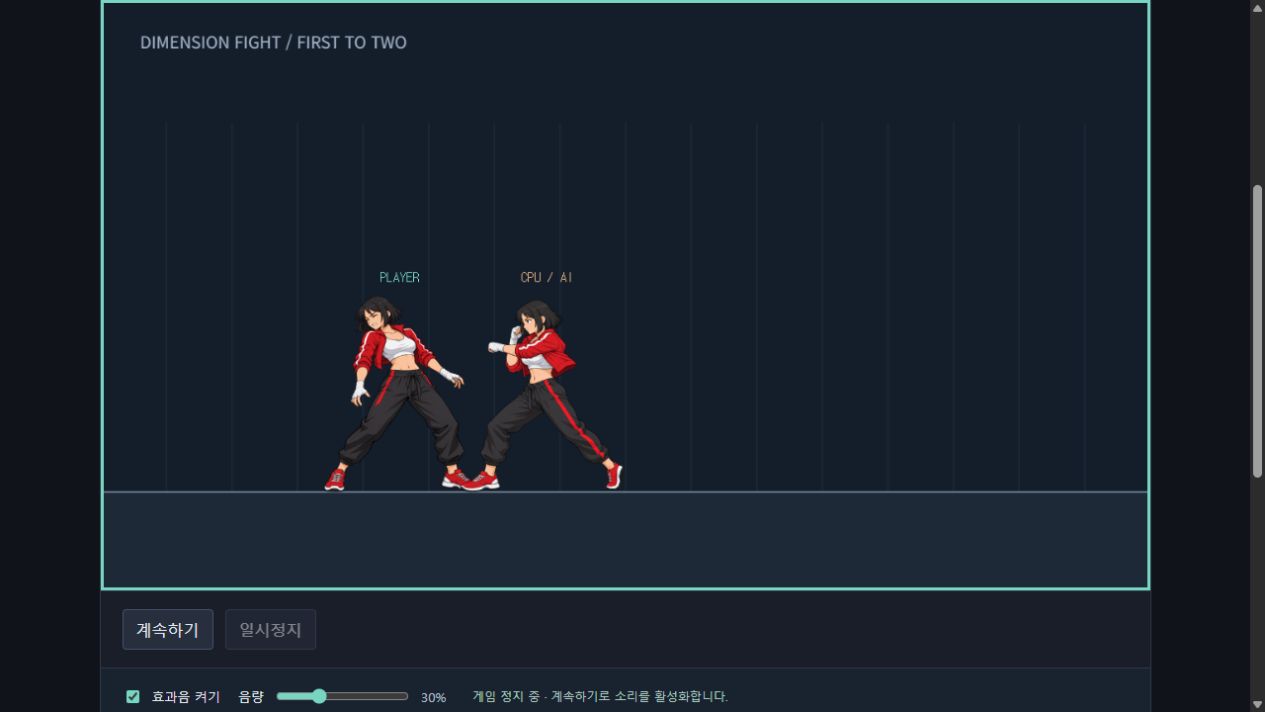 DIMENSION FIGHT / FIRST TO TWO
PLAYER
CPU / AI
계속하기
일시정지
효과음 켜기
음량
30%
게임 정지 중 · 계속하기로 소리를 활성화합니다.